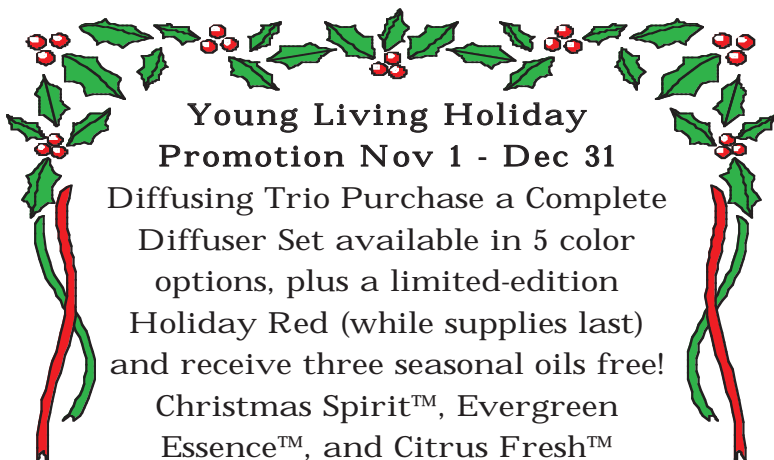 Young Living Holiday
Promotion Nov 1 - Dec 31
Diffusing Trio Purchase a Complete
Diffuser Set available in 5 color
options, plus a limited-edition
Holiday Red (while supplies last)
and receive three seasonal oils free!
Christmas Spirit™, Evergreen
Essence™, and Citrus Fresh™